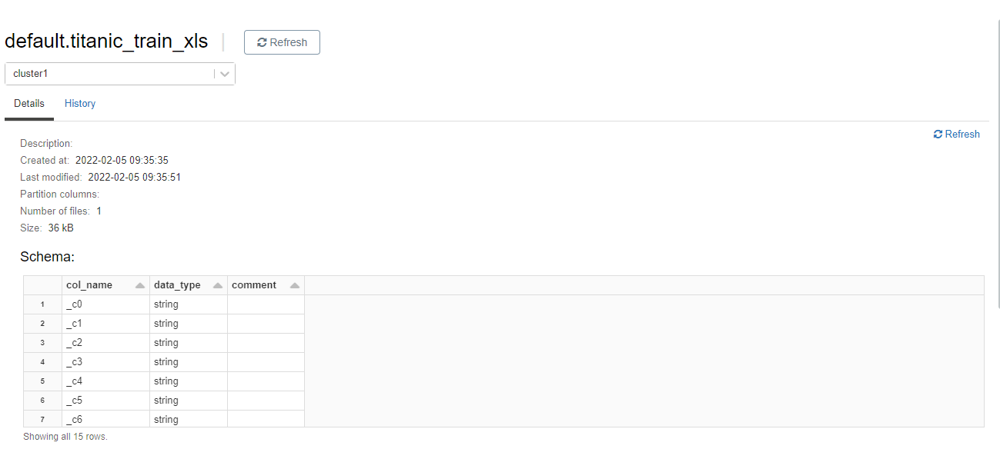 default.titanic_train_xls Refresh
cluster1
Details History
Refresh
Description:
Created at: 2022-02-05 09:35:35
Last modified: 2022-02-05 09:35:51
Partition columns:
Number of files: 1
Size: 36 kB
Schema:
col_name data_type comment
1 _c0 string
2 _c1 string
3 _c2 string
4 _c3 string
5 _c4 string
6 _c5 string
7 _c6 string
Showing all 15 rows.